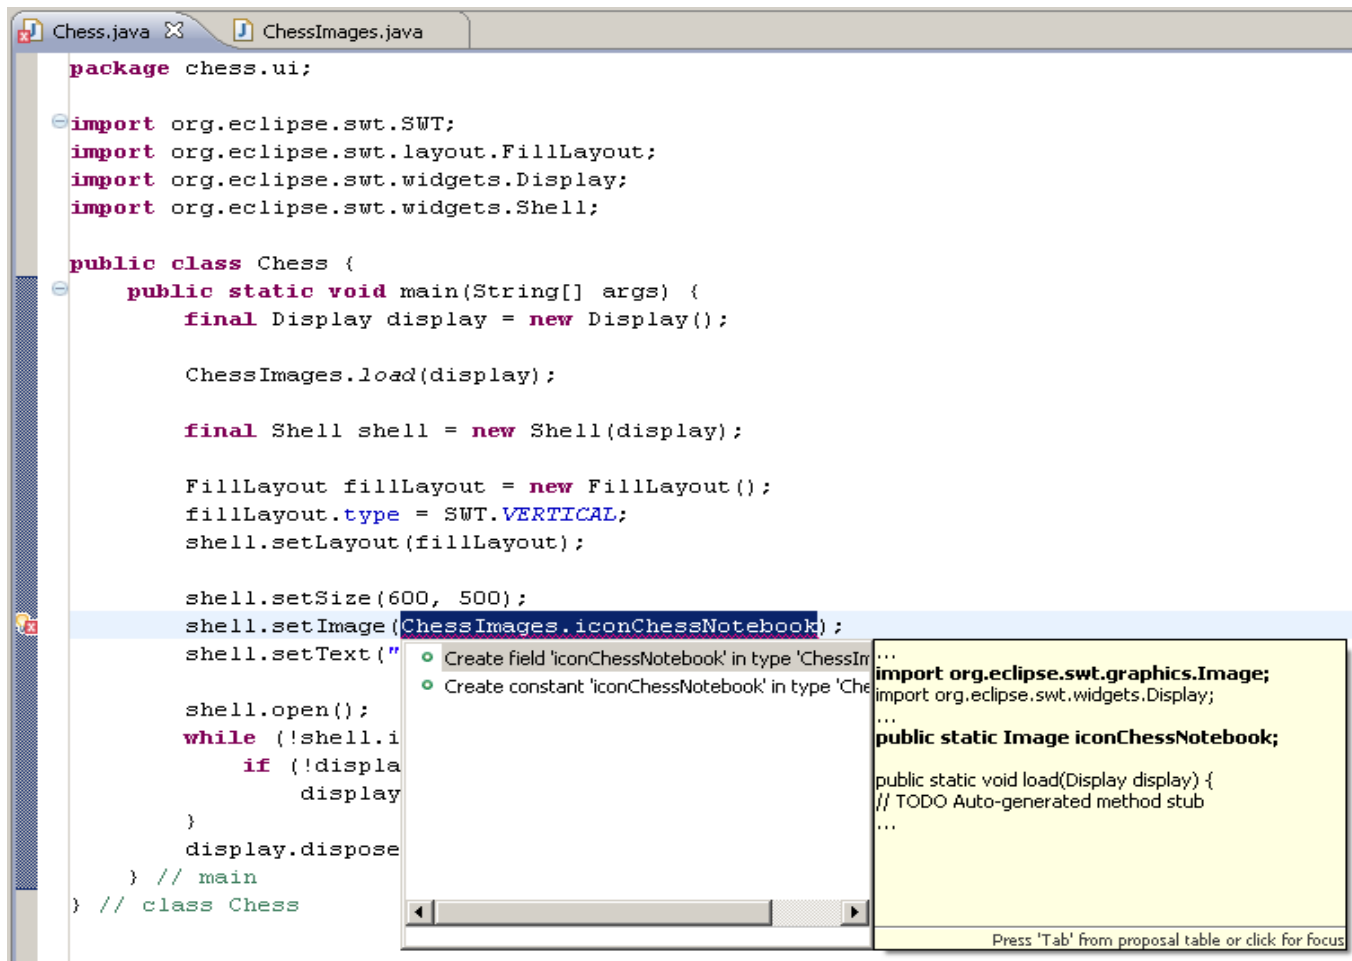 Chess.java ChessImages.java
package chess.ui;
import org.eclipse.swt.SWT;
import org.eclipse.swt.layout.FillLayout;
import org.eclipse.swt.widgets.Display;
import org.eclipse.swt.widgets.Shell;
public class Chess {
public static void main(String[] args) {
final Display display = new Display();
ChessImages.load(display);
final Shell shell = new Shell(display);
FillLayout fillLayout = new FillLayout();
fillLayout.type = SWT.VERTICAL;
shell.setLayout(fillLayout);
shell.setSize(600, 500);
shell.setImage(ChessImages.iconChessNotebook);
shell.setText("
shell.open();
while (!shell.i
if (!displa
display
}
display.dispose
} // main
} // class Chess
Create field 'iconChessNotebook' in type 'ChessIm
Create constant 'iconChessNotebook' in type 'Che
...
import org.eclipse.swt.graphics.Image;
import org.eclipse.swt.widgets.Display;
...
public static Image iconChessNotebook;
public static void load(Display display) {
// TODO Auto-generated method stub
...
Press 'Tab' from proposal table or click for focus